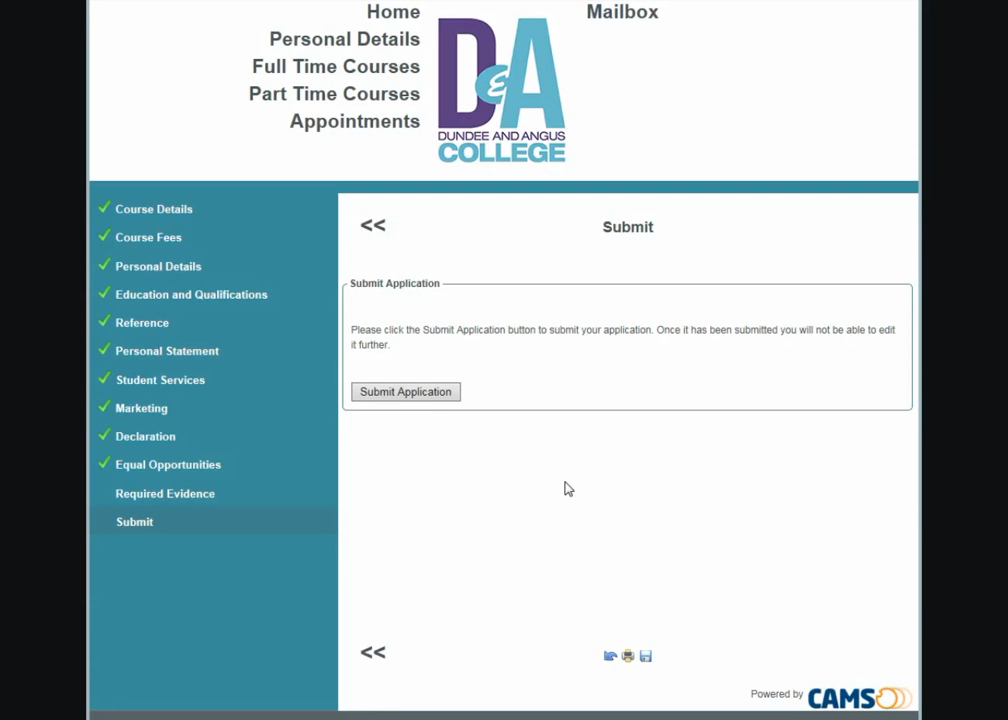 Home
Personal Details
Full Time Courses
Part Time Courses
Appointments
D&A
DUNDEE AND ANGUS
COLLEGE
Mailbox
Course Details
Course Fees
Personal Details
Education and Qualifications
Reference
Personal Statement
Student Services
Marketing
Declaration
Equal Opportunities
Required Evidence
Submit
<<
Submit
Submit Application
Please click the Submit Application button to submit your application. Once it has been submitted you will not be able to edit
it further.
Submit Application
<<
Powered by CAMS